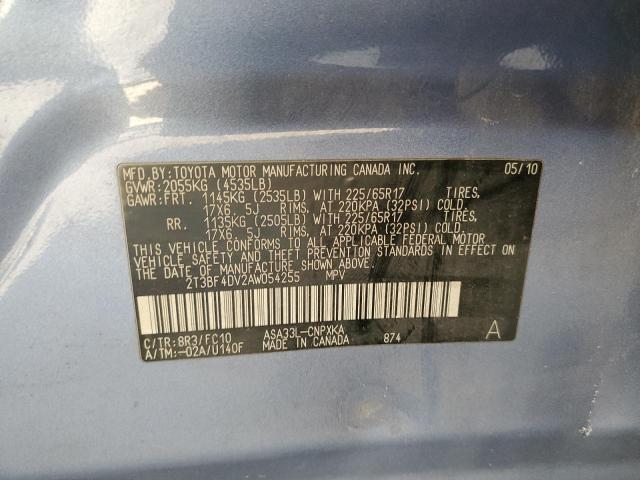 MFD.BY:TOYOTA MOTOR MANUFACTURING CANADA INC. 05/10
GVWR:2055KG (4535LB)
GAWR:FRT. 1145KG (2535LB) WITH 225/65R17 TIRES,
17X6.5J RIMS, AT 220KPA (32PSI) COLD.
RR. 1135KG (2505LB) WITH 225/65R17 TIRES,
17X6.5J RIMS, AT 220KPA (32PSI) COLD.
THIS VEHICLE CONFORMS TO ALL APPLICABLE FEDERAL MOTOR
VEHICLE SAFETY AND THEFT PREVENTION STANDARDS IN EFFECT ON
THE DATE OF MANUFACTURE SHOWN ABOVE.
2T3BF4DV2AW054255 MPV
C/TR:8R3/FC10 ASA33L-CNPXKA A
A/TM:-02A/U140F MADE IN CANADA 874